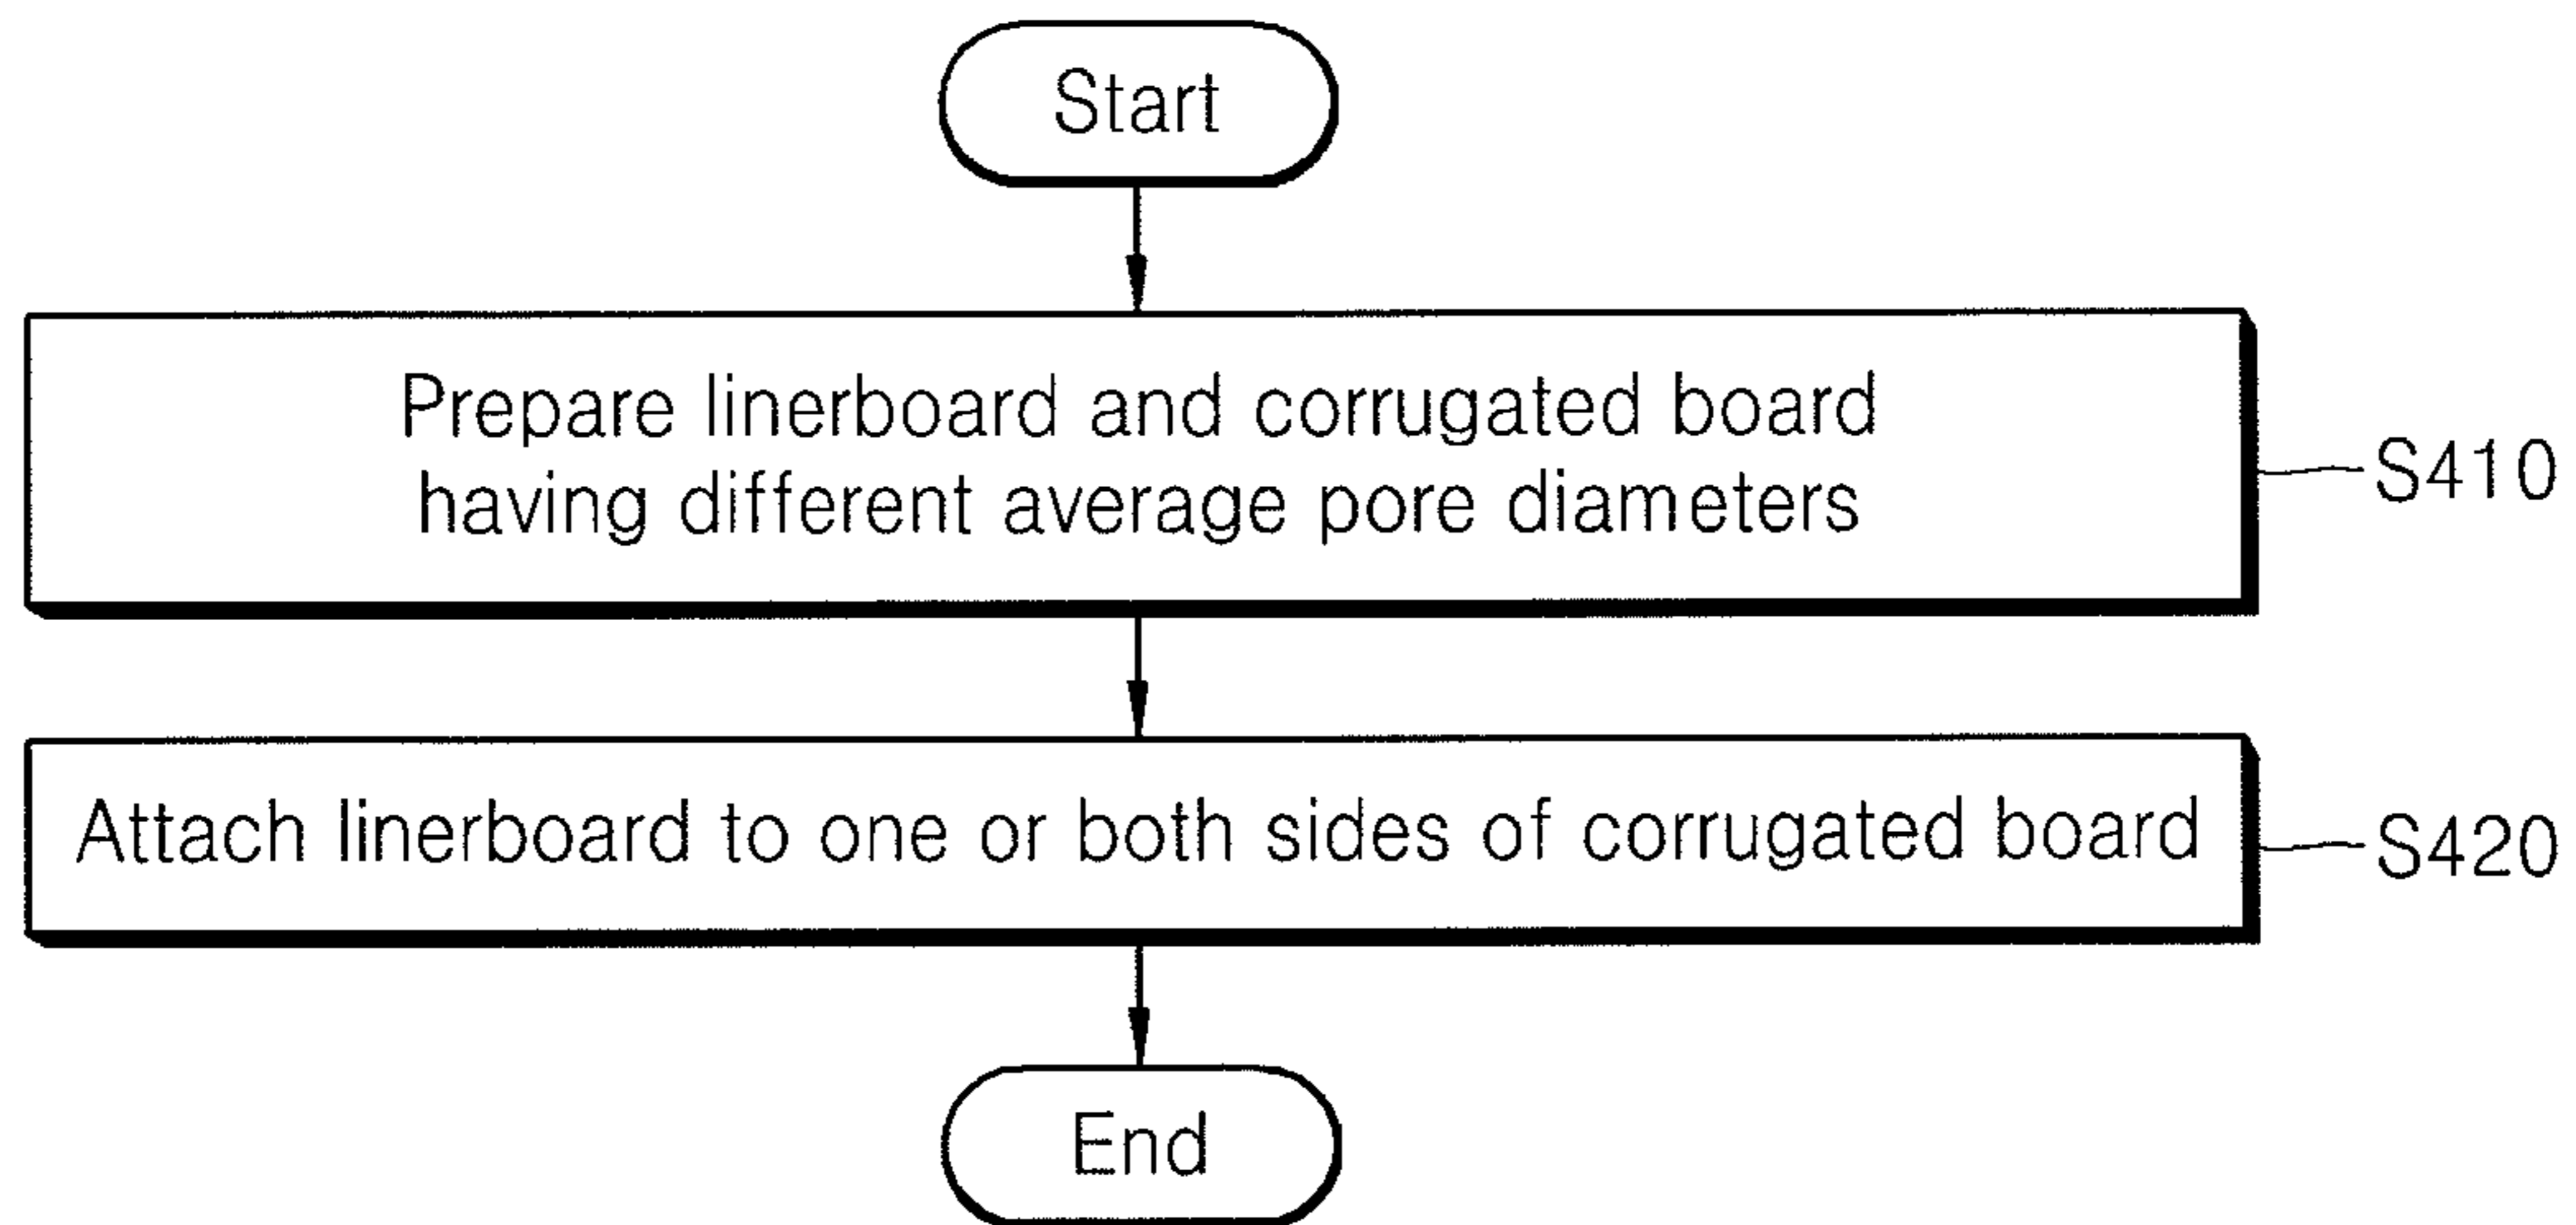 Start
Prepare linerboard and corrugated board
having different average pore diameters
S410
Attach linerboard to one or both sides of corrugated board
S420
End